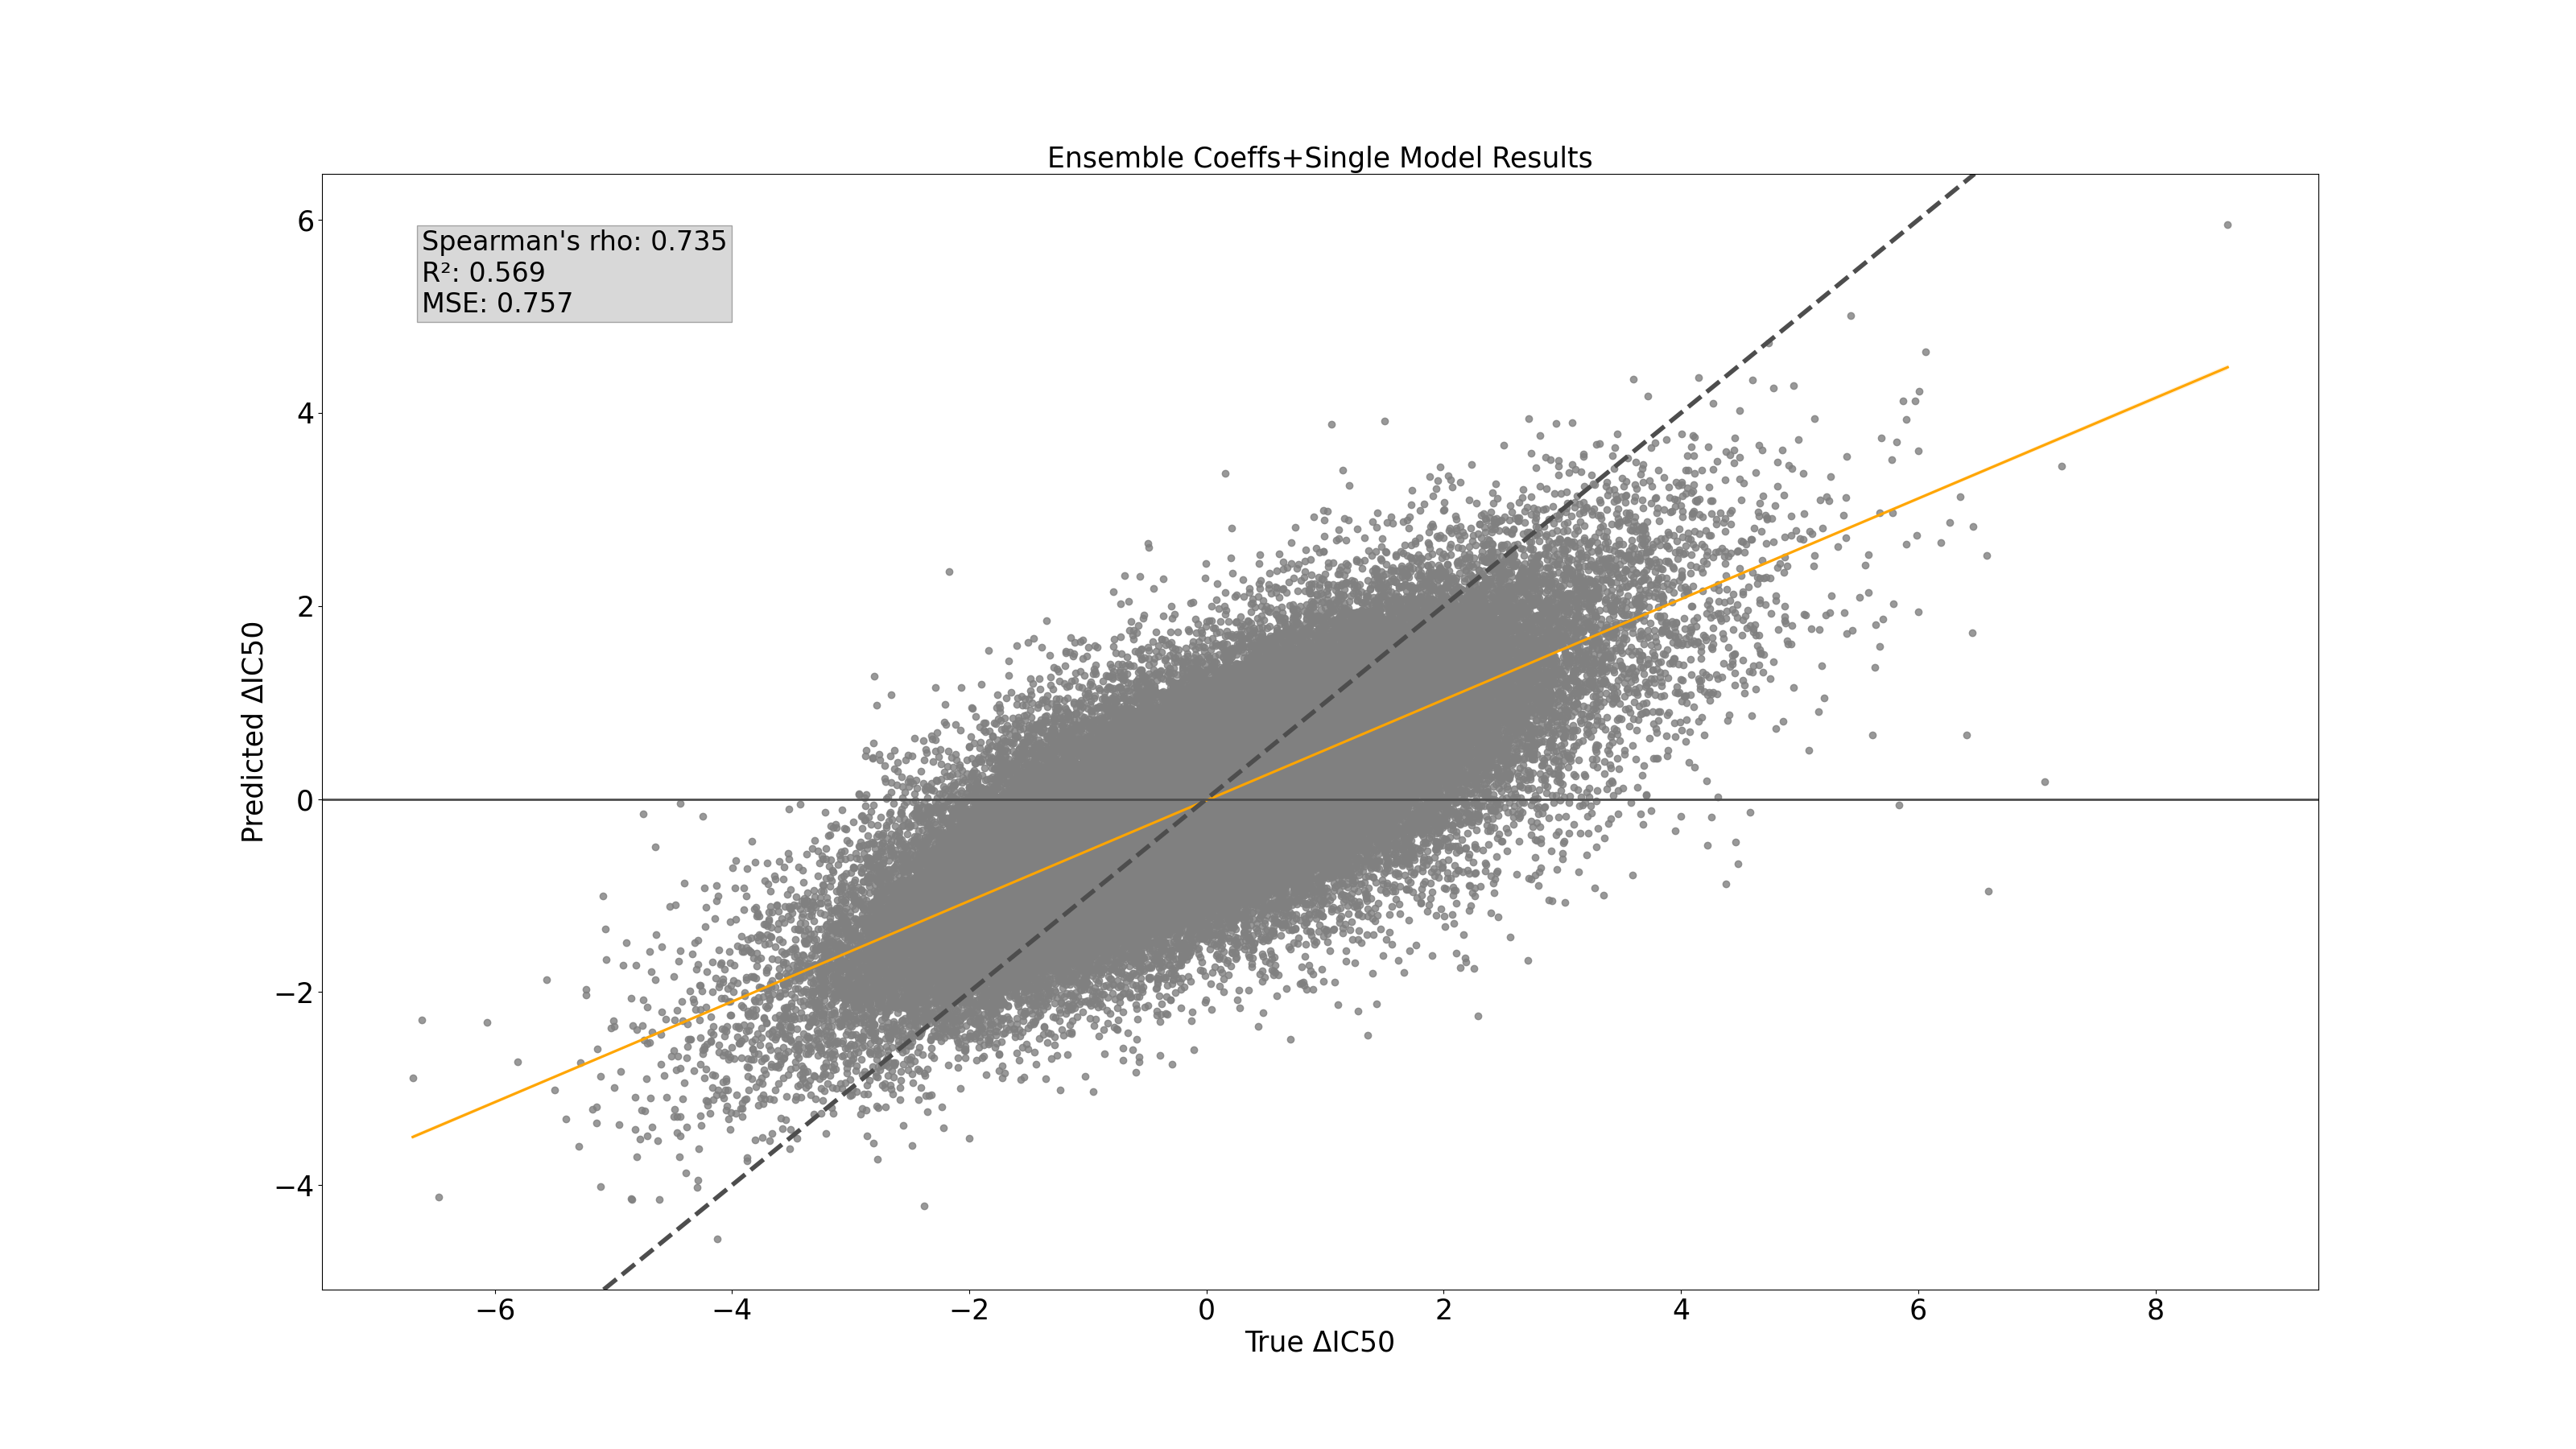 Ensemble Coeffs+Single Model Results
Spearman's rho: 0.735
R²: 0.569
MSE: 0.757
6
4
2
0
−2
−4
Predicted ΔIC50
−6
−4
−2
0
2
4
6
8
True ΔIC50